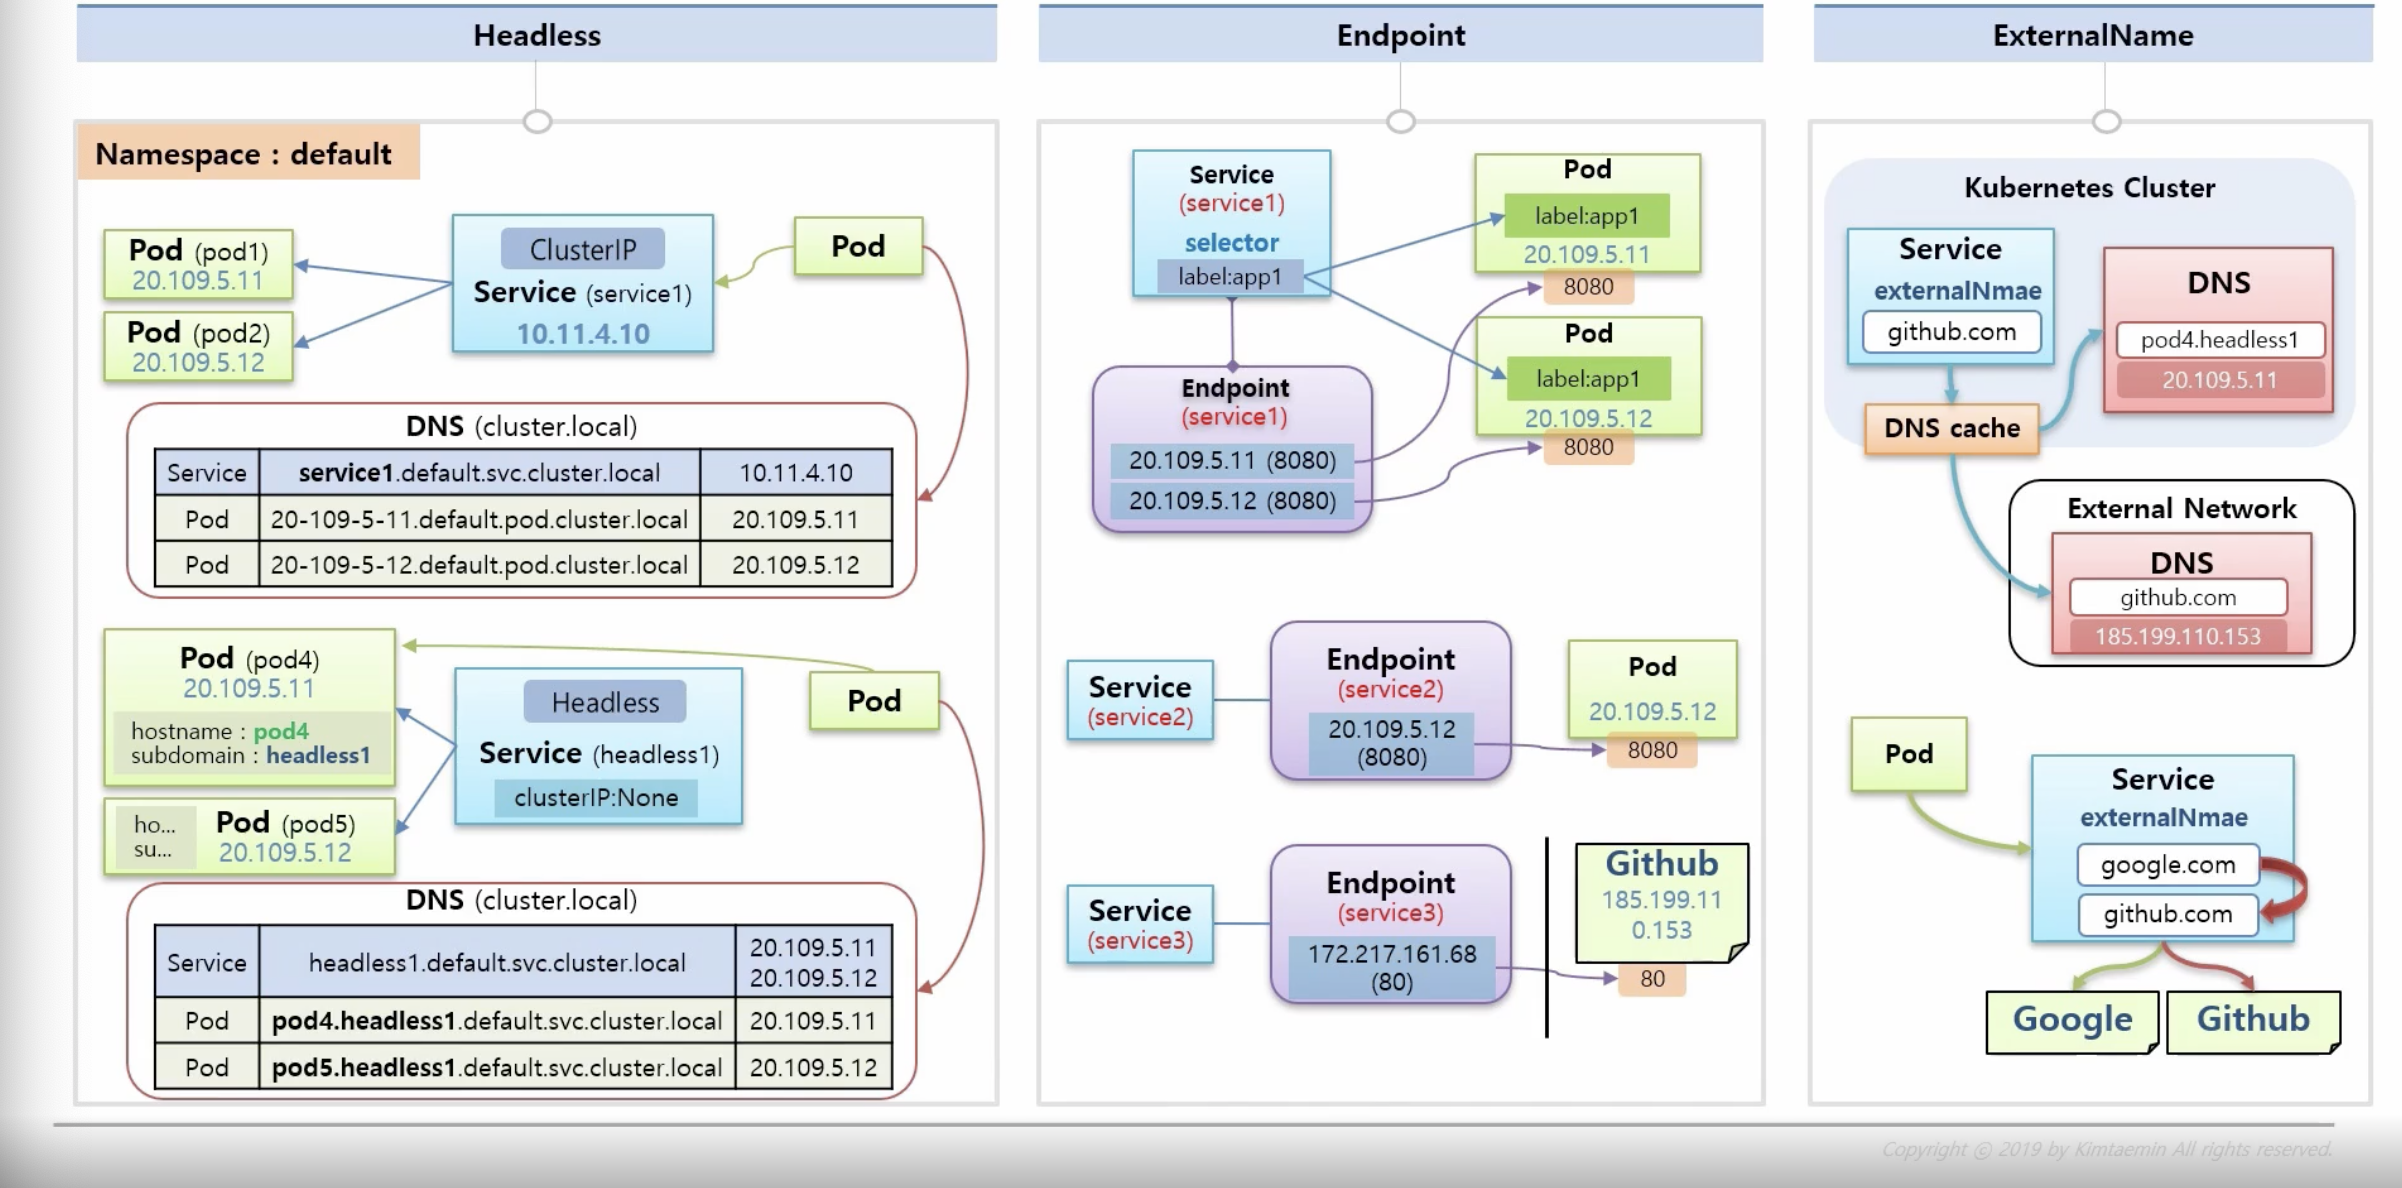 Headless
Namespace : default
Pod (pod1)
20.109.5.11
Pod (pod2)
20.109.5.12
ClusterIP
Service (service1)
10.11.4.10
Pod
DNS (cluster.local)
Service service1.default.svc.cluster.local 10.11.4.10
Pod 20-109-5-11.default.pod.cluster.local 20.109.5.11
Pod 20-109-5-12.default.pod.cluster.local 20.109.5.12
Pod (pod4)
20.109.5.11
hostname : pod4
subdomain : headless1
ho...
su...
Pod (pod5)
20.109.5.12
Headless
Service (headless1)
clusterIP:None
Pod
DNS (cluster.local)
Service headless1.default.svc.cluster.local 20.109.5.11
20.109.5.12
Pod pod4.headless1.default.svc.cluster.local 20.109.5.11
Pod pod5.headless1.default.svc.cluster.local 20.109.5.12
Endpoint
Service
(service1)
selector
label:app1
Pod
label:app1
20.109.5.11
8080
Pod
label:app1
20.109.5.12
8080
Endpoint
(service1)
20.109.5.11 (8080)
20.109.5.12 (8080)
Service
(service2)
Endpoint
(service2)
20.109.5.12
(8080)
Pod
20.109.5.12
8080
Service
(service3)
Endpoint
(service3)
172.217.161.68
(80)
Github
185.199.11
0.153
80
ExternalName
Kubernetes Cluster
Service
externalNmae
github.com
DNS
pod4.headless1
20.109.5.11
DNS cache
External Network
DNS
github.com
185.199.110.153
Pod
Service
externalNmae
google.com
github.com
Google
Github
Copyright © 2019 by Kimtaemin All rights reserved.